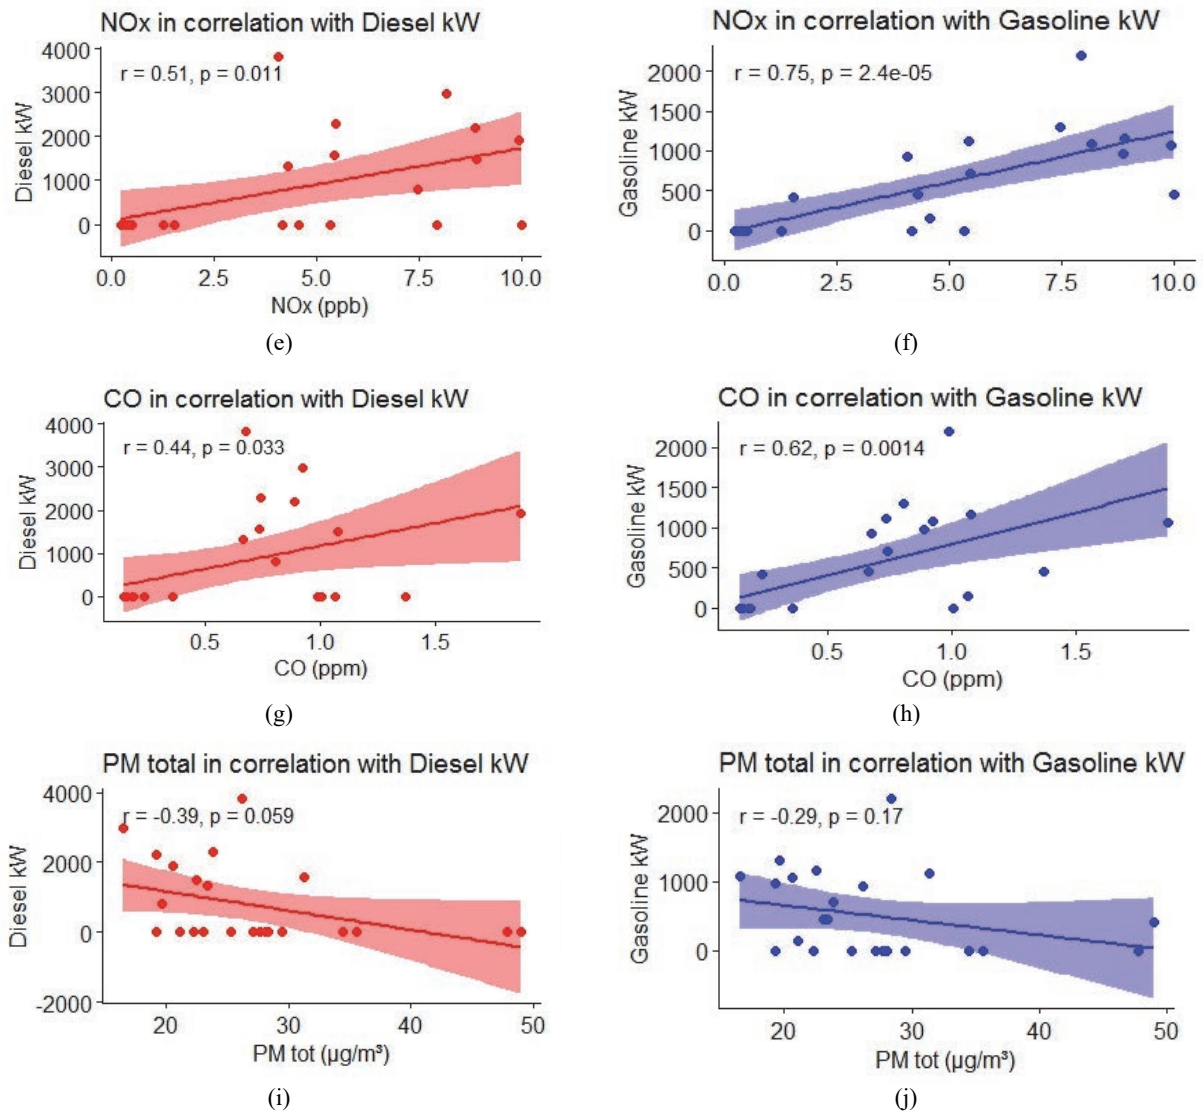 NOx in correlation with Diesel kW
r = 0.51, p = 0.011
Diesel kW
4000
3000
2000
1000
0
0.0 2.5 5.0 7.5 10.0
NOx (ppb)
(e)
NOx in correlation with Gasoline kW
r = 0.75, p = 2.4e-05
Gasoline kW
2000
1500
1000
500
0
0.0 2.5 5.0 7.5 10.0
(f)
CO in correlation with Diesel kW
r = 0.44, p = 0.033
Diesel kW
4000
3000
2000
1000
0
0.5 1.0 1.5
CO (ppm)
(g)
CO in correlation with Gasoline kW
r = 0.62, p = 0.0014
Gasoline kW
2000
1500
1000
500
0
0.5 1.0 1.5
CO (ppm)
(h)
PM total in correlation with Diesel kW
r = -0.39, p = 0.059
Diesel kW
4000
2000
0
-2000
20 30 40 50
PM tot (µg/m³)
(i)
PM total in correlation with Gasoline kW
r = -0.29, p = 0.17
Gasoline kW
2000
1000
0
20 30 40 50
PM tot (µg/m³)
(j)